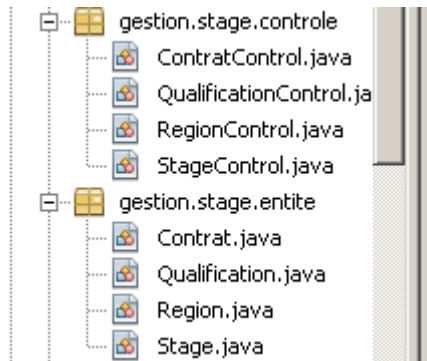 gestion.stage.controle
ContratControl.java
QualificationControl.ja
RegionControl.java
StageControl.java
gestion.stage.entite
Contrat.java
Qualification.java
Region.java
Stage.java